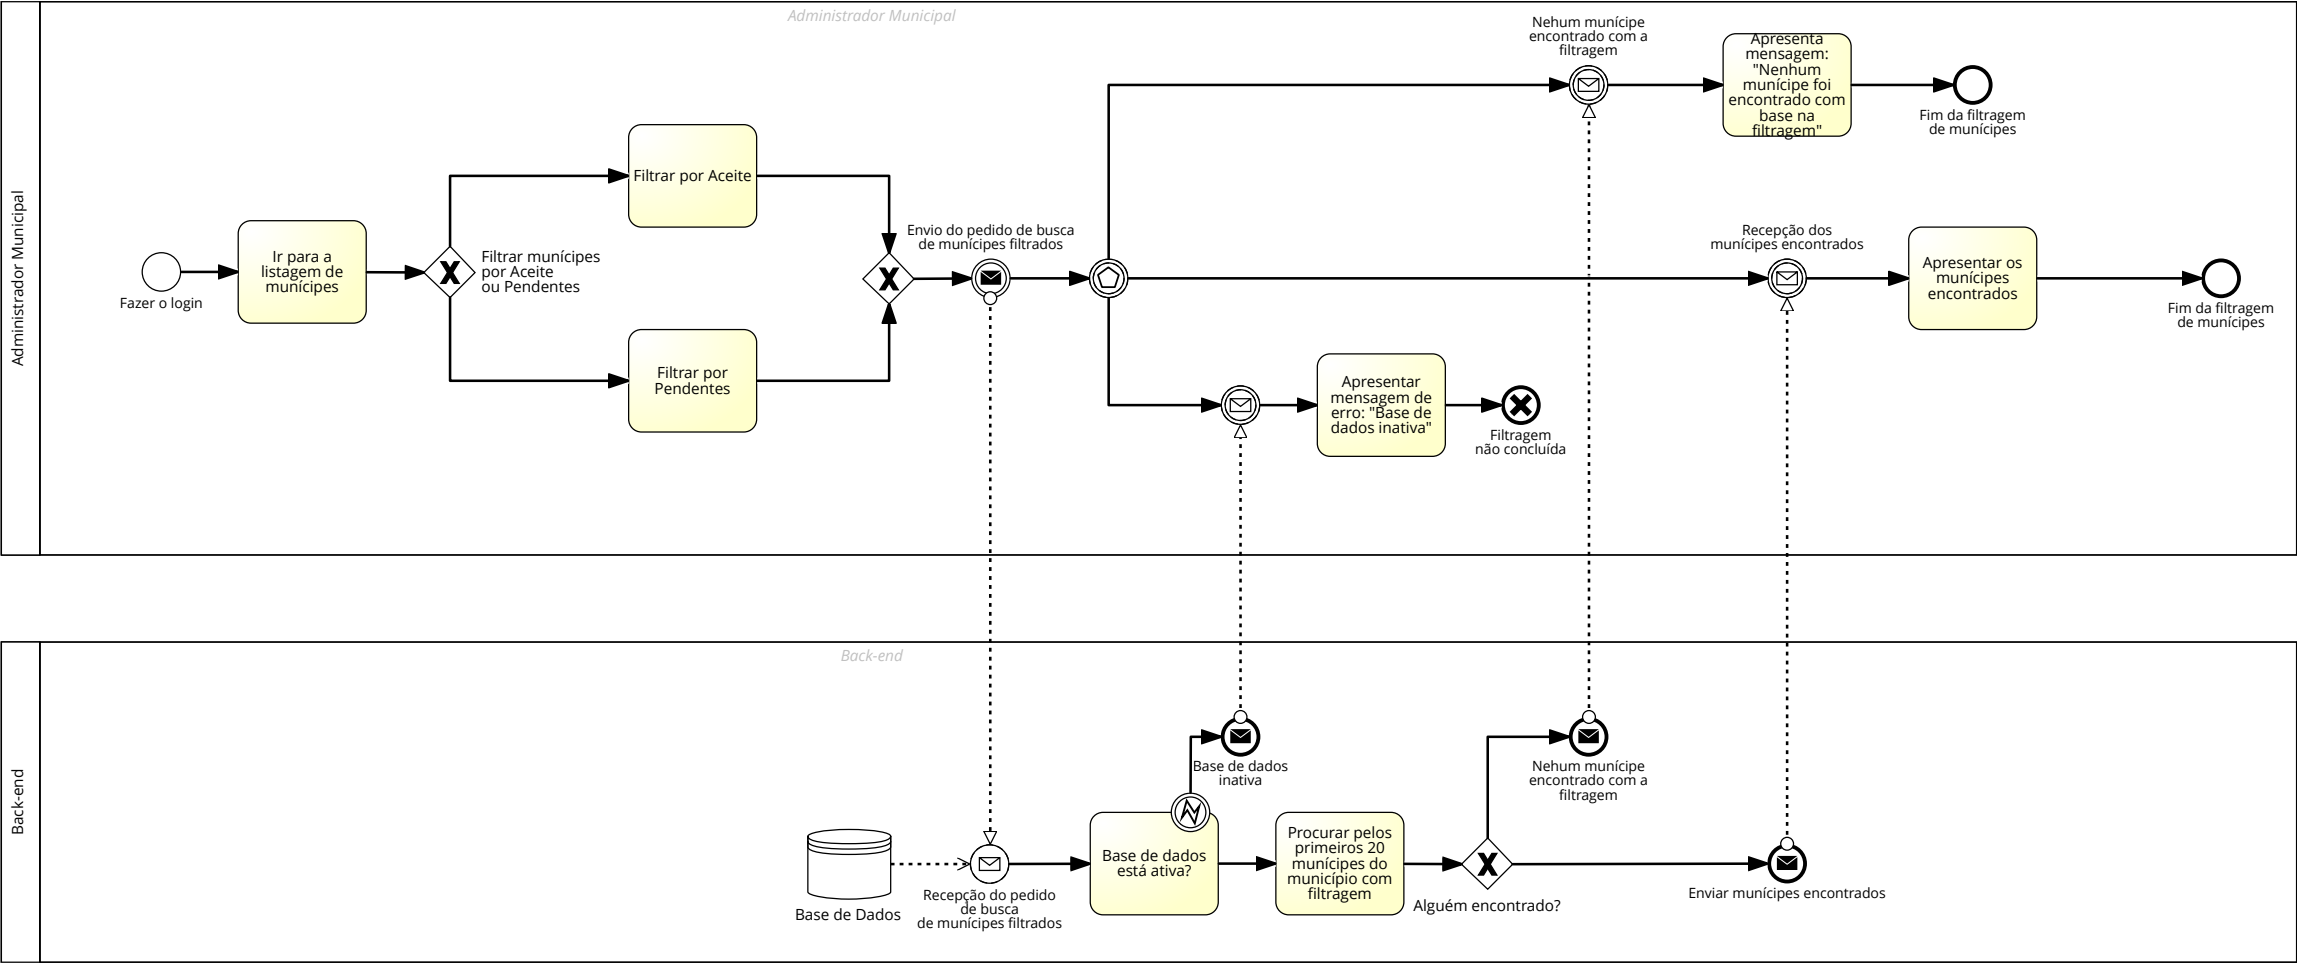 Administrador Municipal
Administrador Municipal
Fazer o login
Ir para a
listagem de
munícipes
Filtrar munícipes
por Aceite
ou Pendentes
Filtrar por Aceite
Filtrar por
Pendentes
Envio do pedido de busca
de munícipes filtrados
Nehum munícipe
encontrado com a
filtragem
Apresenta
mensagem:
"Nenhum
munícipe foi
encontrado com
base na
filtragem"
Fim da filtragem
de munícipes
Recepção dos
munícipes encontrados
Apresentar os
munícipes
encontrados
Fim da filtragem
de munícipes
Apresentar
mensagem de
erro: "Base de
dados inativa"
Filtragem
não concluída
Back-end
Back-end
Base de Dados
Recepção do pedido
de busca
de munícipes filtrados
Base de dados
está ativa?
Base de dados
inativa
Procurar pelos
primeiros 20
munícipes do
município com
filtragem
Alguém encontrado?
Nehum munícipe
encontrado com a
filtragem
Enviar munícipes encontrados